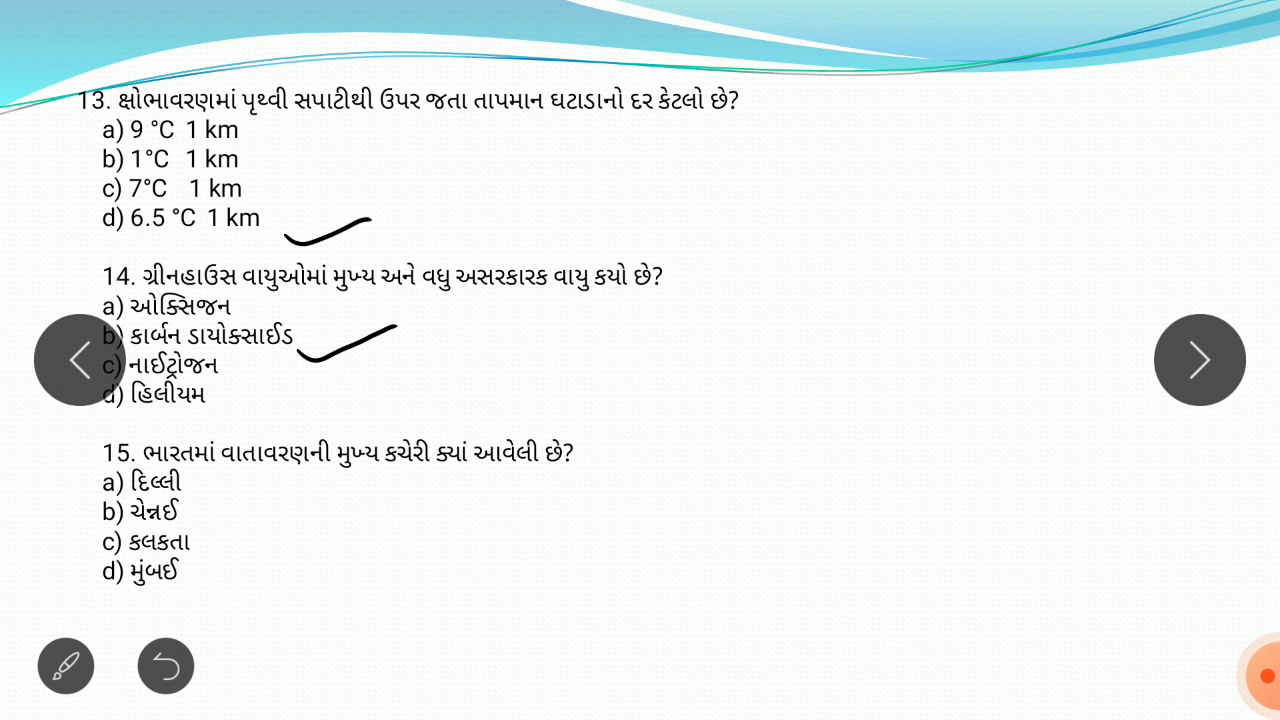 13. ક્ષોભાવરણમાં પૃથ્વી સપાટીથી ઉપર જતા તાપમાન ઘટાડાનો દર કેટલો છે?
a) 9 °C 1 km
b) 1°C 1 km
c) 7°C 1 km
d) 6.5 °C 1 km
14. ગ્રીનહાઉસ વાયુઓમાં મુખ્ય અને વધુ અસરકારક વાયુ કયો છે?
a) ઓક્સિજન
b) કાર્બન ડાયોક્સાઈડ
c) નાઈટ્રોજન
d) હિલીયમ
15. ભારતમાં વાતાવરણની મુખ્ય કચેરી ક્યાં આવેલી છે?
a) દિલ્લી
b) ચેન્નઈ
c) કલકતા
d) મુંબઈ